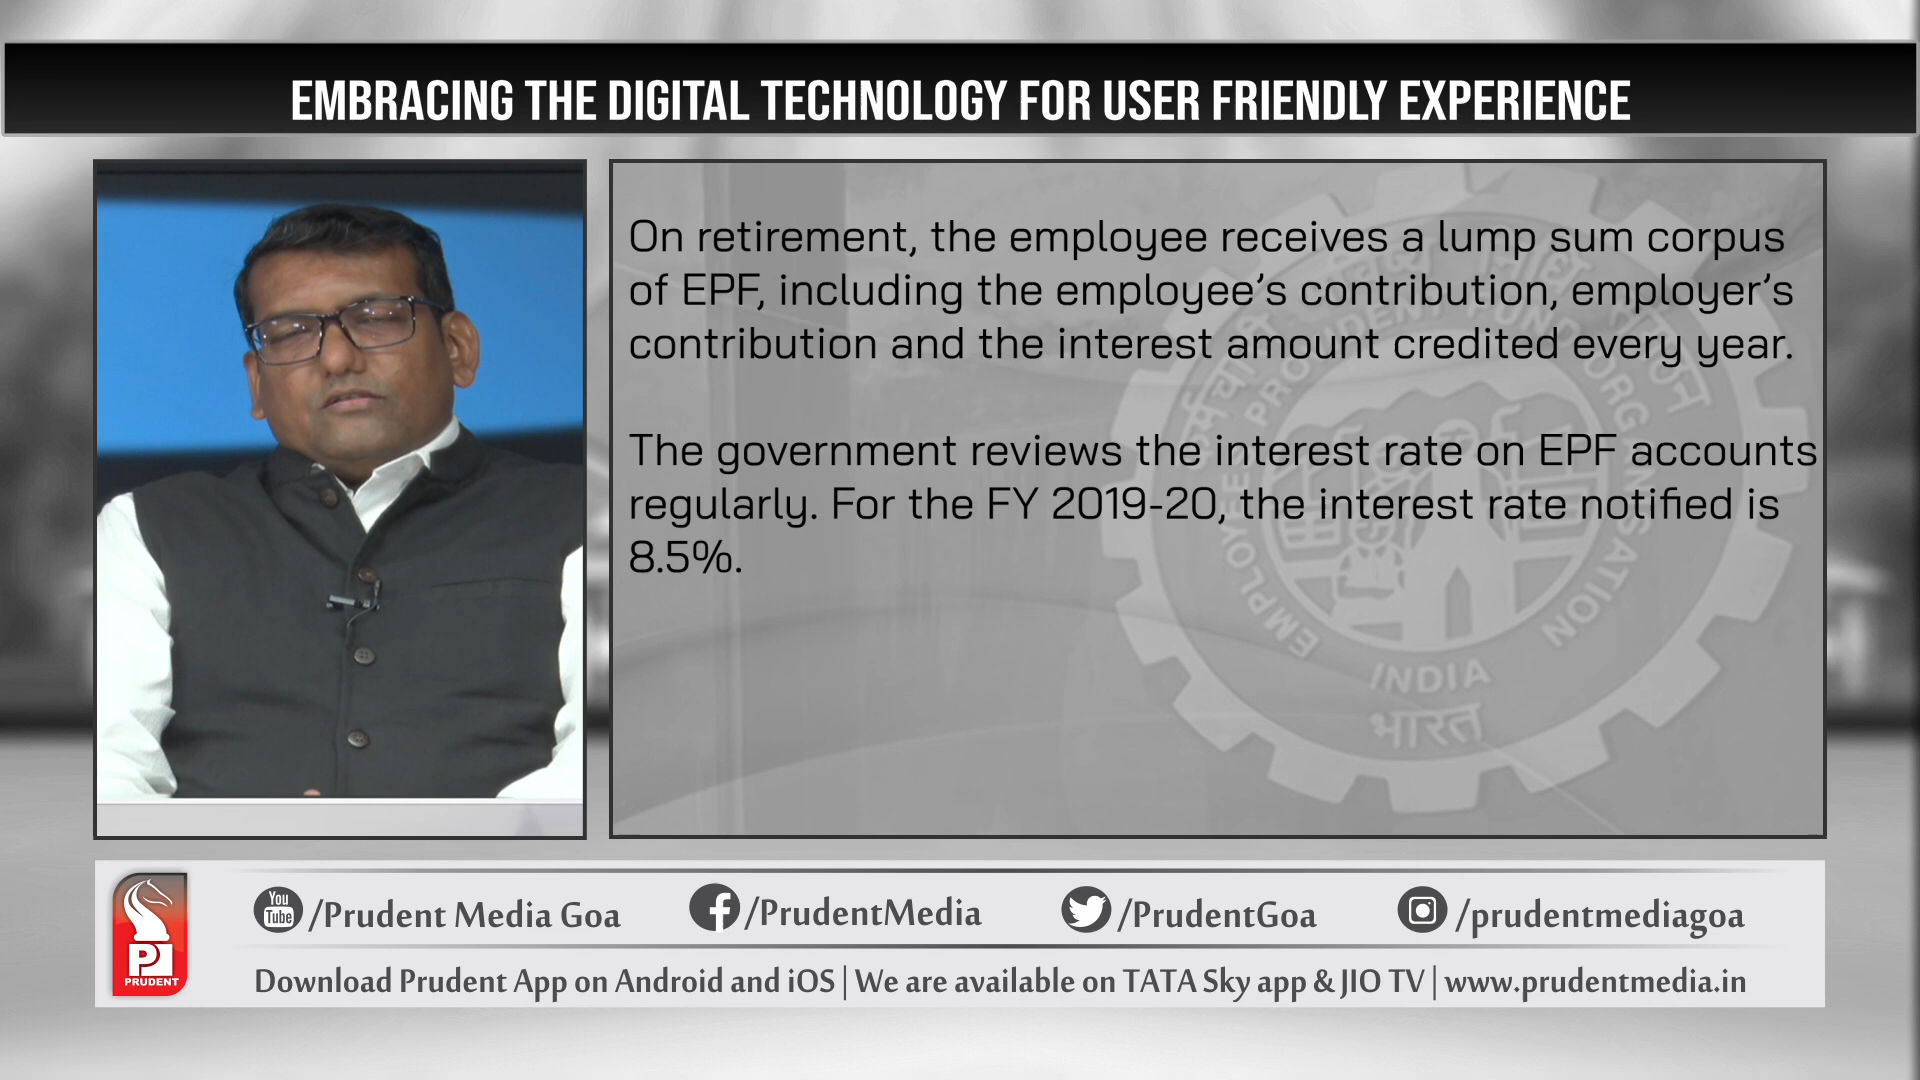 EMBRACING THE DIGITAL TECHNOLOGY FOR USER FRIENDLY EXPERIENCE
On retirement, the employee receives a lump sum corpus
of EPF, including the employee’s contribution, employer’s
contribution and the interest amount credited every year.
The government reviews the interest rate on EPF accounts
regularly. For the FY 2019-20, the interest rate notified is
8.5%.
INDIA
भारत
You
Tube
/Prudent Media Goa
/PrudentMedia
/PrudentGoa
/prudentmediagoa
PRUDENT
Download Prudent App on Android and iOS | We are available on TATA Sky app & JIO TV | www.prudentmedia.in